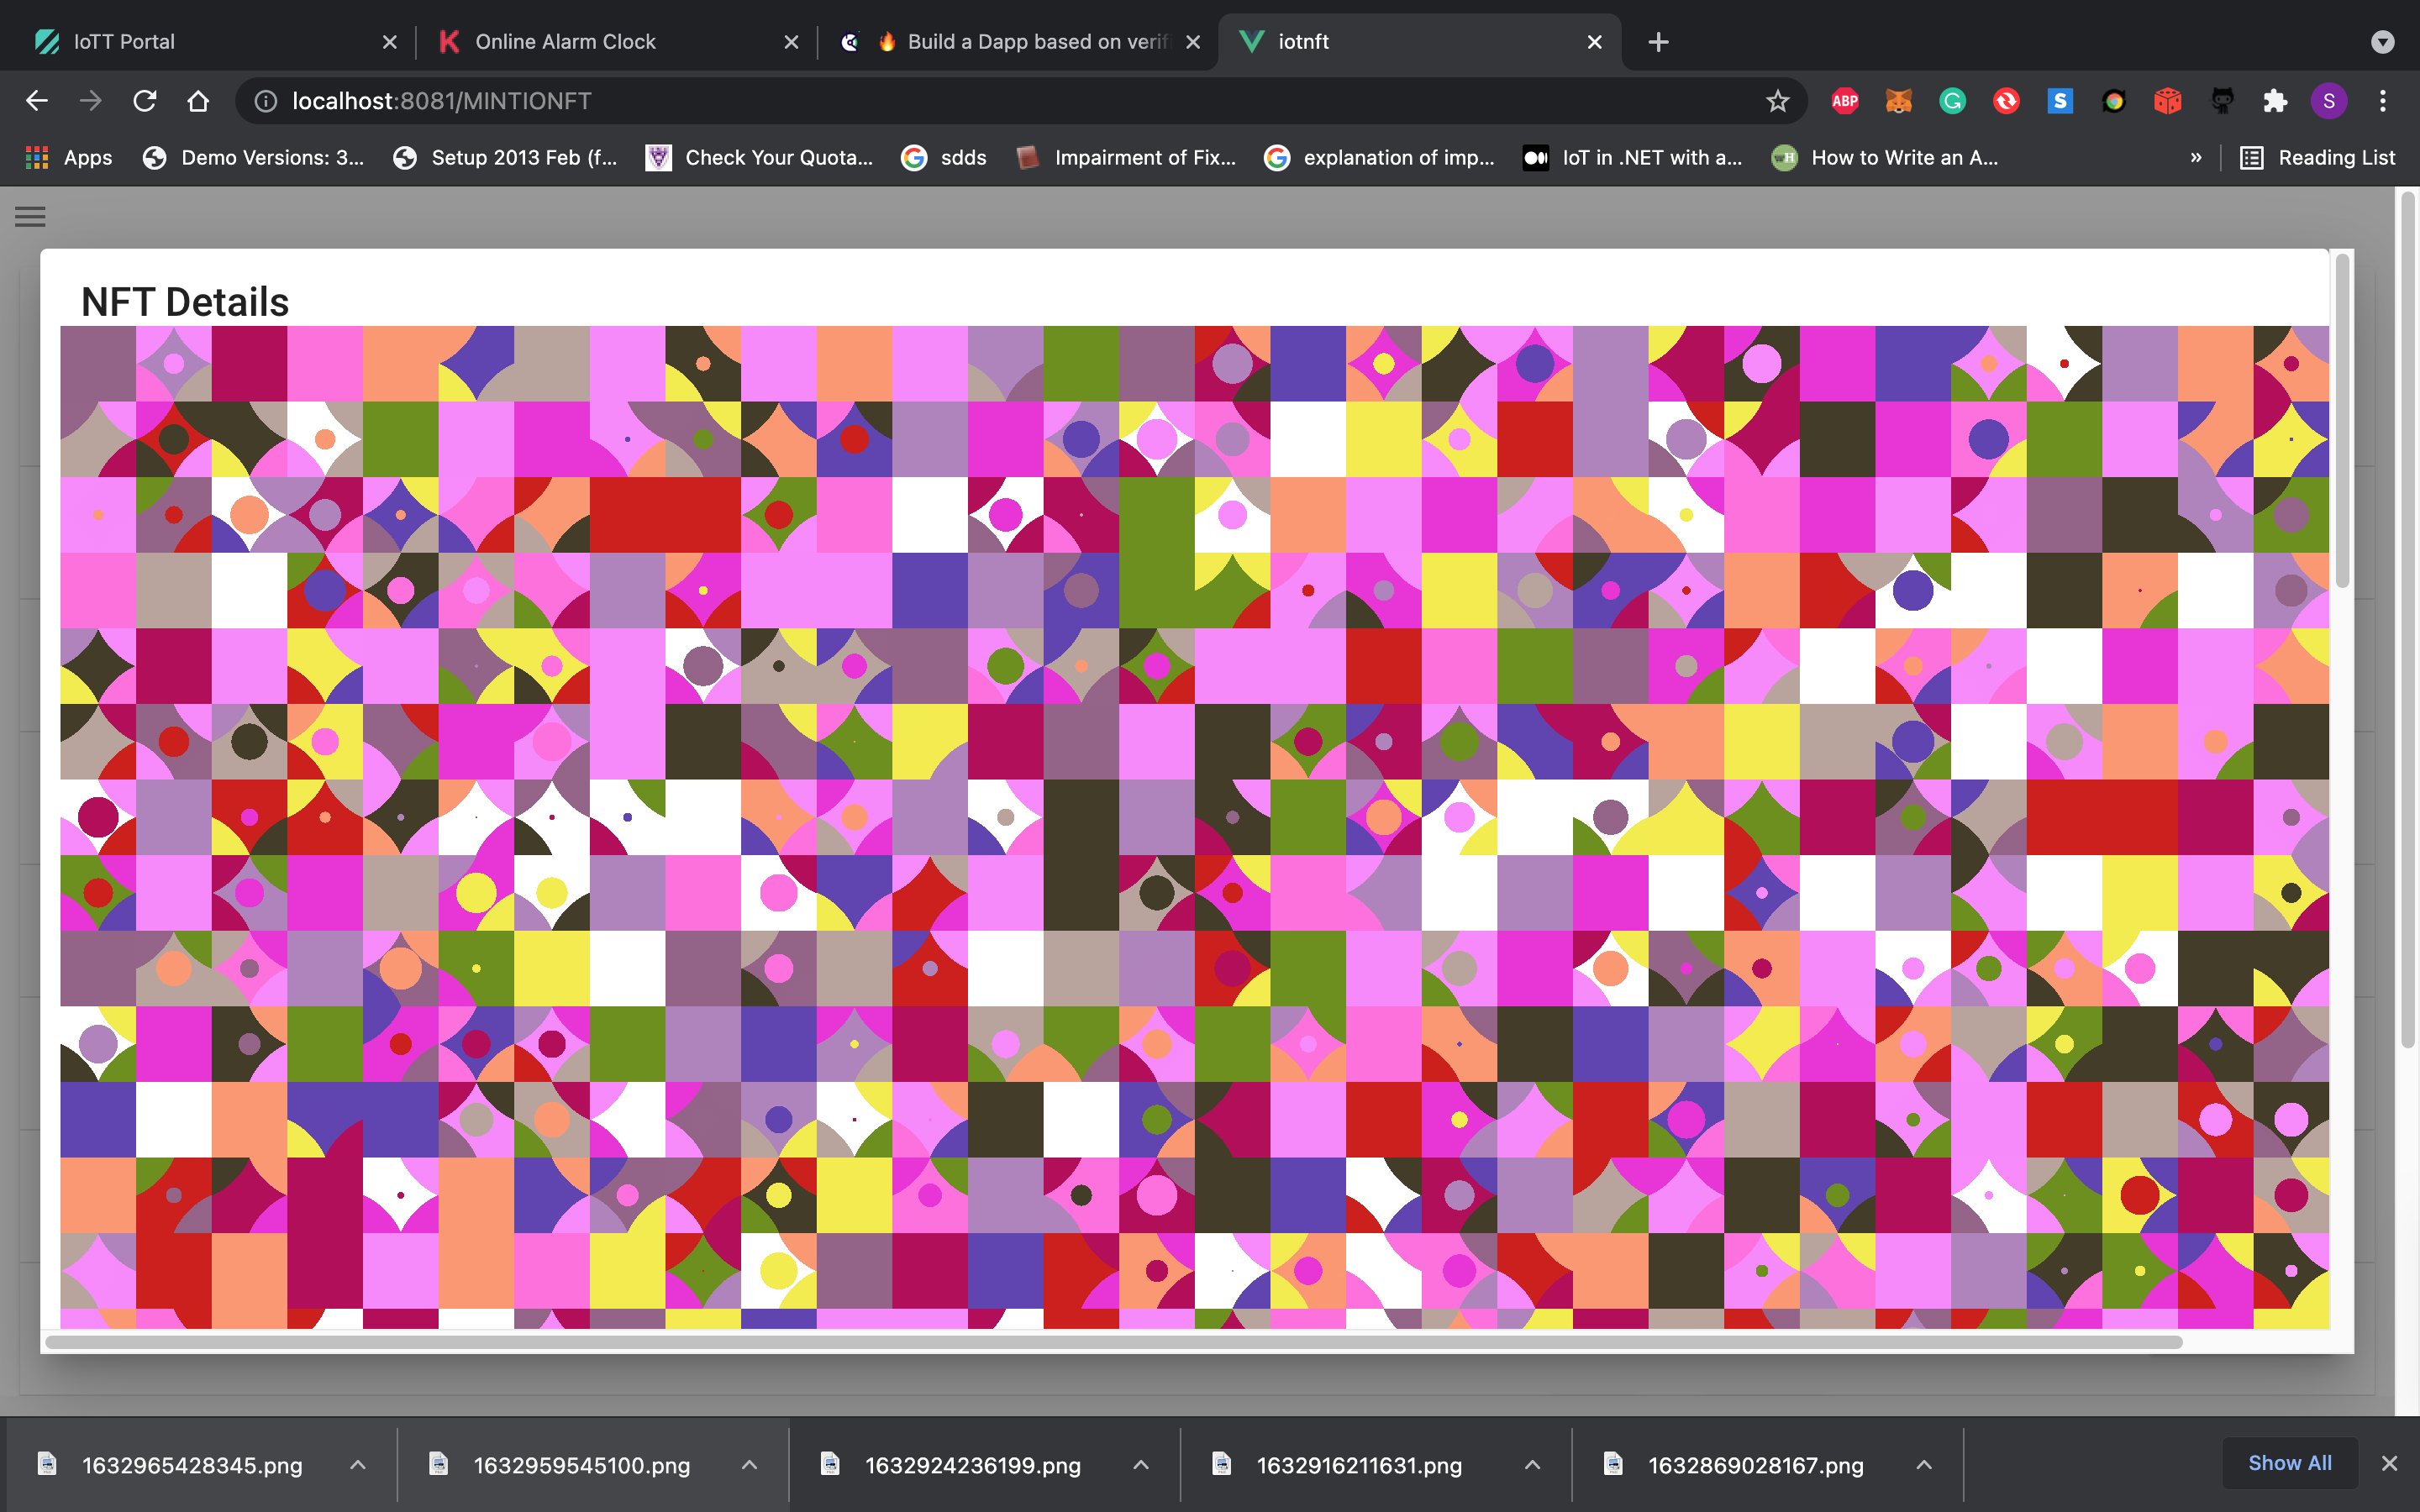 IoTT Portal
Online Alarm Clock
🔥 Build a Dapp based on verif
iotnft
localhost:8081/MINTIONFT
ABP
S
S
Apps
Demo Versions: 3...
Setup 2013 Feb (f...
Check Your Quota...
sdds
Impairment of Fix...
explanation of imp...
IoT in .NET with a...
How to Write an A...
»
Reading List
NFT Details
1632965428345.png
1632959545100.png
1632924236199.png
1632916211631.png
1632869028167.png
Show All